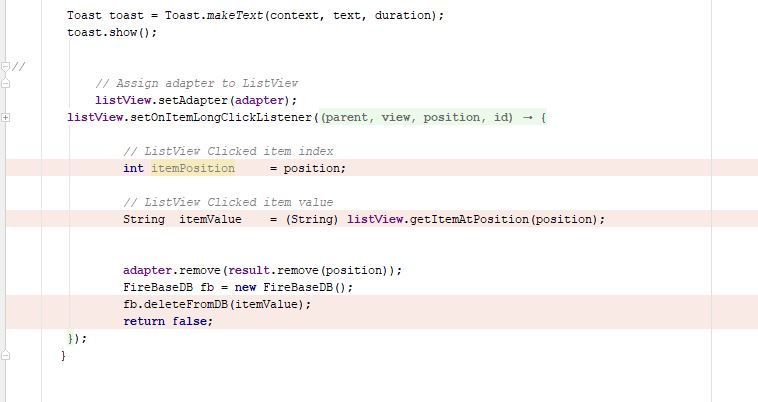 Toast toast = Toast.makeText(context, text, duration);
toast.show();
//
// Assign adapter to ListView
listView.setAdapter(adapter);
listView.setOnItemLongClickListener((parent, view, position, id) → {
// ListView Clicked item index
int itemPosition     = position;
// ListView Clicked item value
String  itemValue    = (String) listView.getItemAtPosition(position);
adapter.remove(result.remove(position));
FireBaseDB fb = new FireBaseDB();
fb.deleteFromDB(itemValue);
return false;
});
}